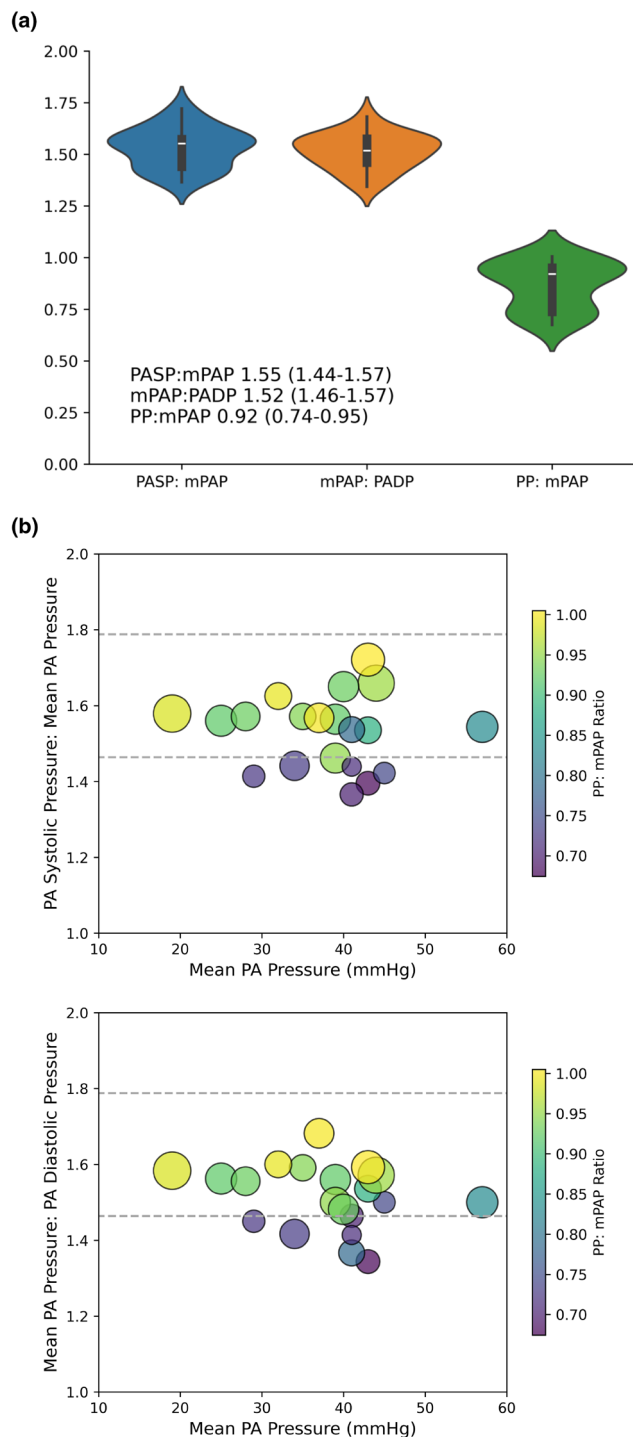 (a)
2.00
1.75
1.50
1.25
1.00
0.75
0.50
0.25
0.00
PASP:mPAP 1.55 (1.44-1.57)
mPAP:PADP 1.52 (1.46-1.57)
PP:mPAP 0.92 (0.74-0.95)
PASP: mPAP
mPAP: PADP
PP: mPAP
(b)
PA Systolic Pressure: Mean PA Pressure
2.0
1.8
1.6
1.4
1.2
1.0
10 20 30 40 50 60
Mean PA Pressure (mmHg)
1.00
0.95
0.90
0.85
0.80
0.75
0.70
PP: mPAP Ratio
Mean PA Pressure: PA Diastolic Pressure
2.0
1.8
1.6
1.4
1.2
1.0
10 20 30 40 50 60
Mean PA Pressure (mmHg)
1.00
0.95
0.90
0.85
0.80
0.75
0.70
PP: mPAP Ratio